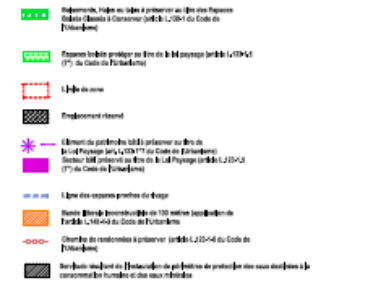 Boisements, Haies ou talus à préserver au titre des Espaces
Boisés Classés à Conserver (article L.130-1 du Code de
l'Urbanisme)
Espaces boisés protéger au titre de la loi paysage (article L.123-1,5
(7°) du Code de l'Urbanisme)
Limite de zone
Emplacement réservé
Elément du patrimoine bâti à préserver au titre de
la Loi Paysage (art. L.123-1°7 du Code de l'Urbanisme)
Secteur bâti préservé au titre de la Loi Paysage (article L.123-1,5
(7°) du Code de l'Urbanisme)
Ligne des espaces proches du rivage
Bande littorale inconstructible de 100 mètres (application de
l'article L.146-4-3 du Code de l'Urbanisme)
Chemins de randonnées à préserver (article L.123-1-6 du Code de
l'Urbanisme)
Servitude résultant de l'instauration de périmètres de protection des eaux destinées à la
consommation humaine et des eaux minérales